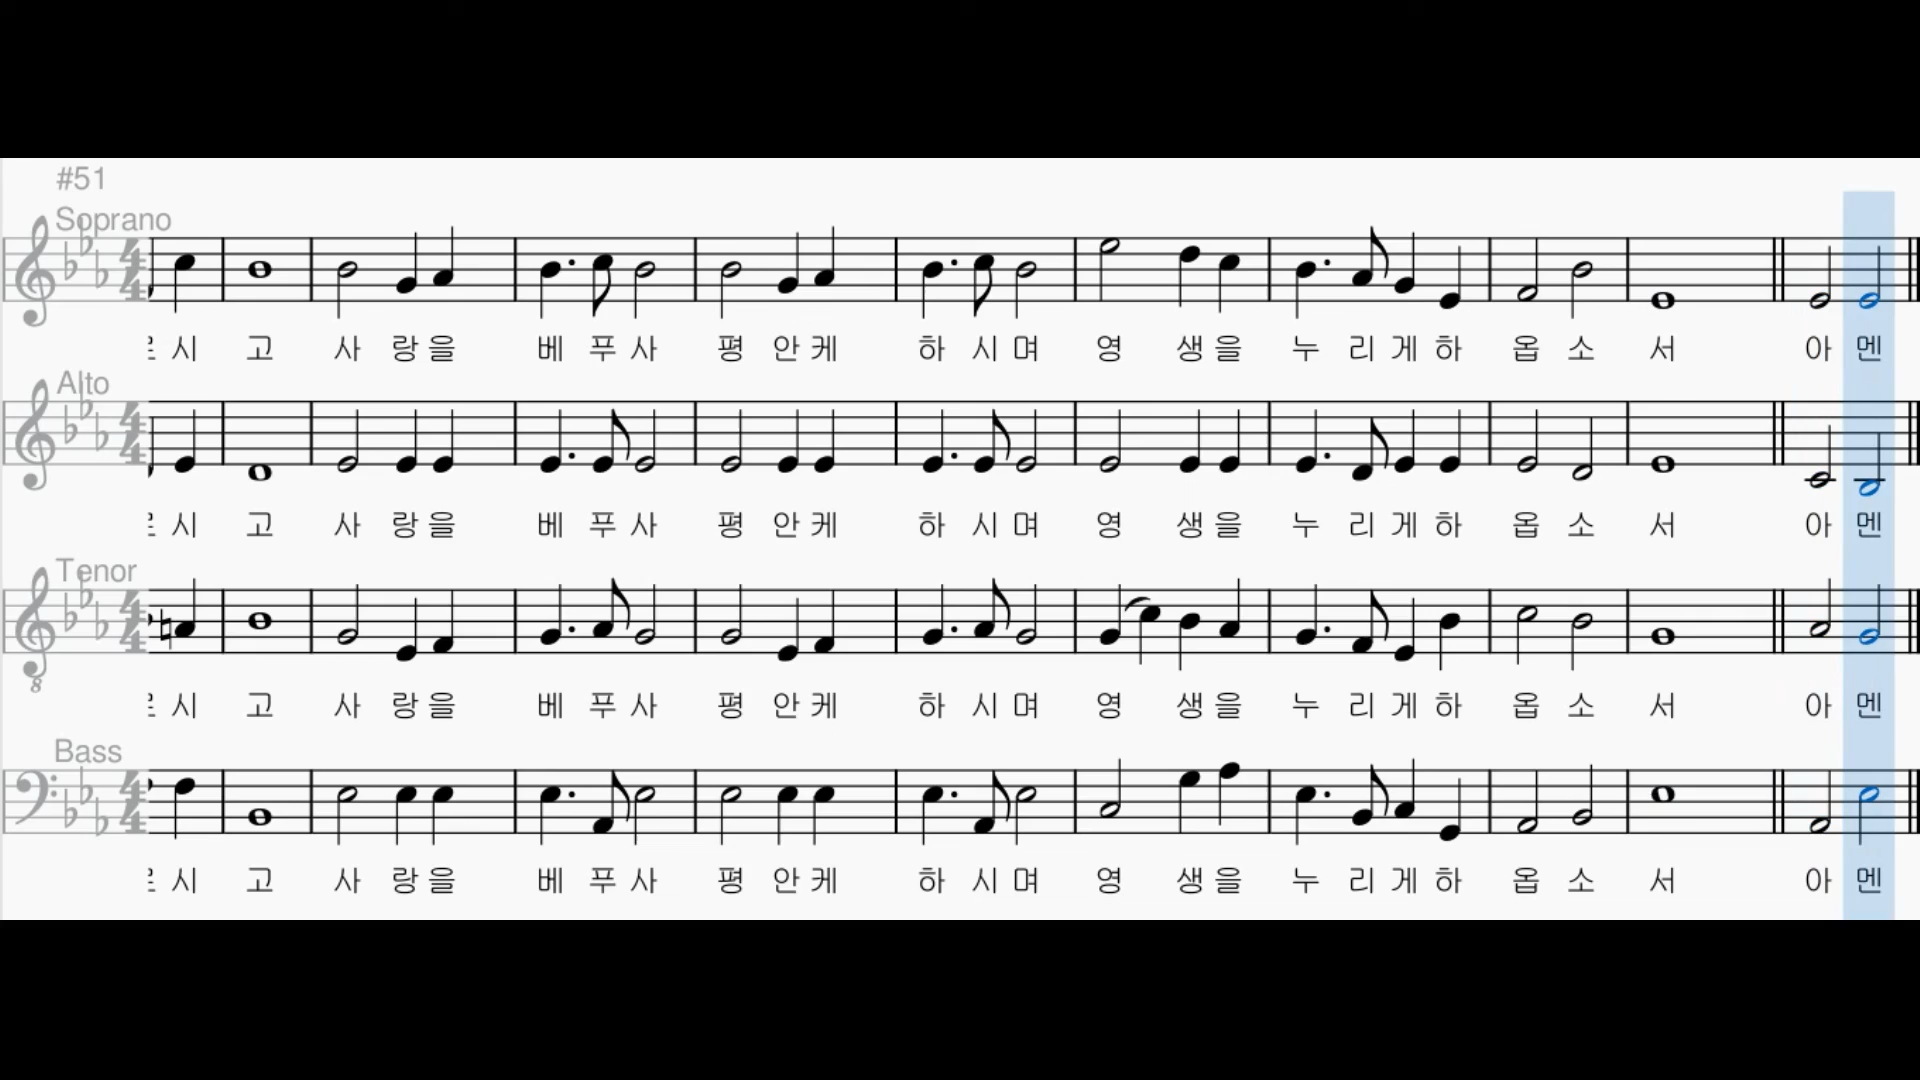 #51
Soprano
시 고 사 랑 을 베 푸 사 평 안 케 하 시 며 영 생 을 누 리 게 하 옵 소 서 아 멘
Alto
시 고 사 랑 을 베 푸 사 평 안 케 하 시 며 영 생 을 누 리 게 하 옵 소 서 아 멘
Tenor
8
시 고 사 랑 을 베 푸 사 평 안 케 하 시 며 영 생 을 누 리 게 하 옵 소 서 아 멘
Bass
시 고 사 랑 을 베 푸 사 평 안 케 하 시 며 영 생 을 누 리 게 하 옵 소 서 아 멘